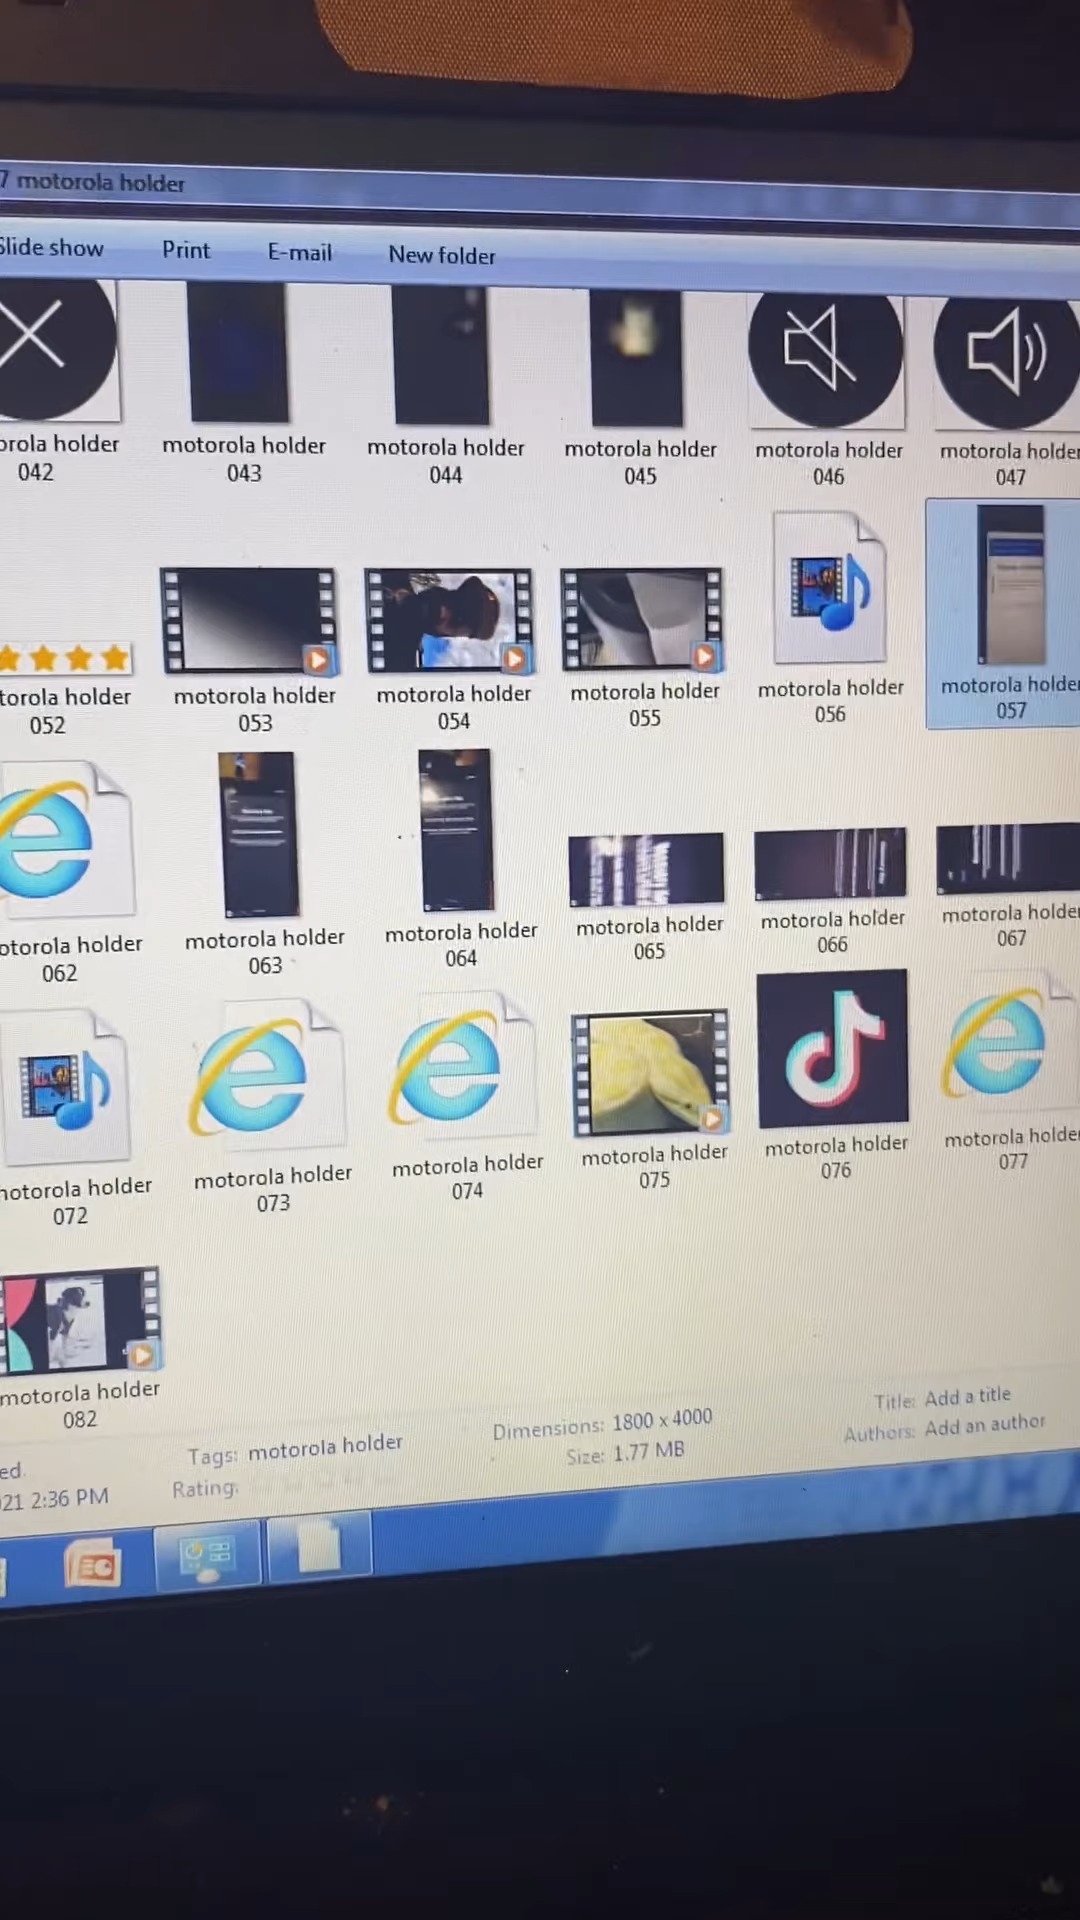 7 motorola holder
Slide show Print E-mail New folder
orola holder 042
motorola holder 043
motorola holder 044
motorola holder 045
motorola holder 046
motorola holder 047
torola holder 052
motorola holder 053
motorola holder 054
motorola holder 055
motorola holder 056
motorola holder 057
otorola holder 062
motorola holder 063
motorola holder 064
motorola holder 065
motorola holder 066
motorola holder 067
motorola holder 072
motorola holder 073
motorola holder 074
motorola holder 075
motorola holder 076
motorola holder 077
motorola holder 082
ed. Tags: motorola holder Dimensions: 1800 x 4000 Title: Add a title
21 2:36 PM Rating: Size: 1.77 MB Authors: Add an author